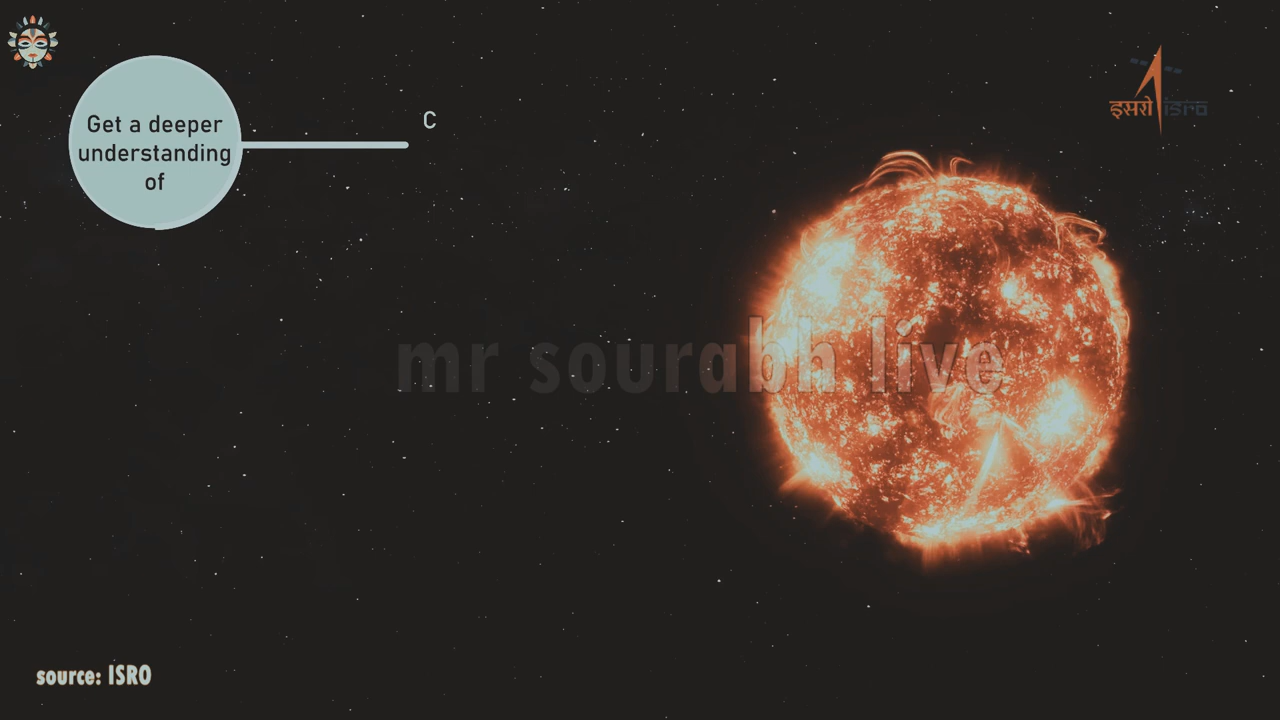 Get a deeper
understanding
of
C
इसरो isro
mr sourabh live
source: ISRO